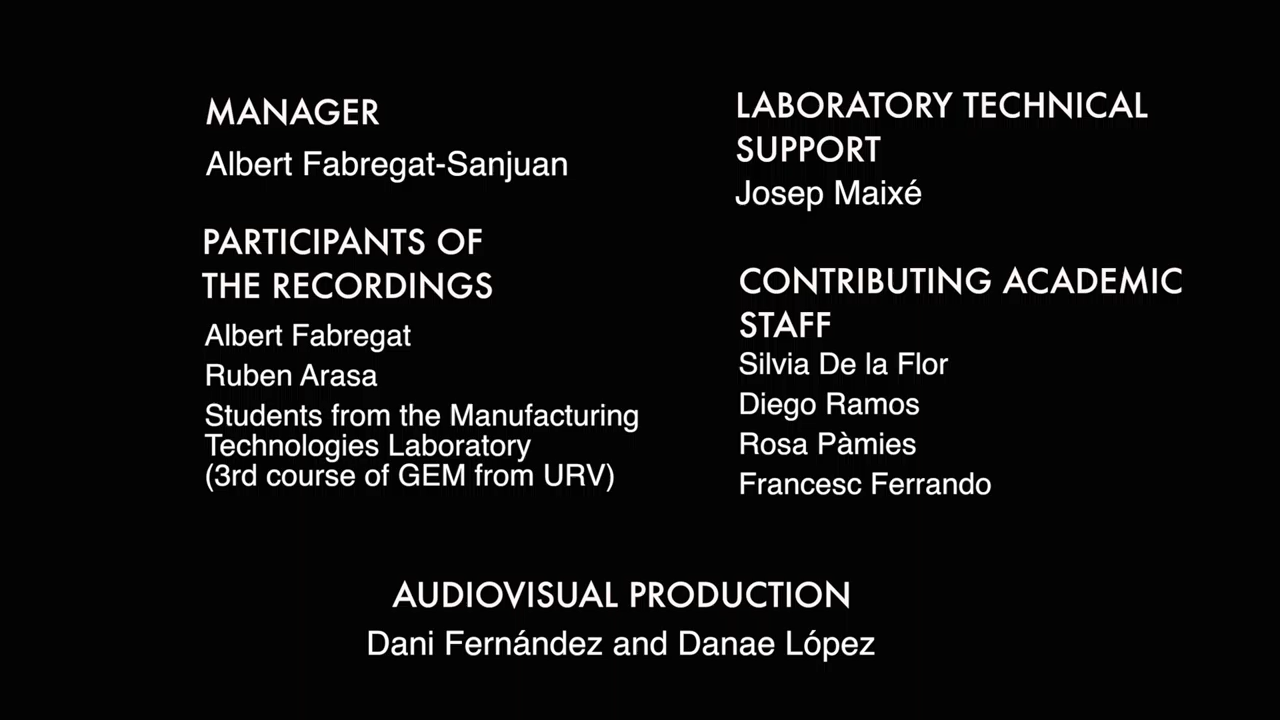 MANAGER
Albert Fabregat-Sanjuan
PARTICIPANTS OF
THE RECORDINGS
Albert Fabregat
Ruben Arasa
Students from the Manufacturing
Technologies Laboratory
(3rd course of GEM from URV)
LABORATORY TECHNICAL
SUPPORT
Josep Maixé
CONTRIBUTING ACADEMIC
STAFF
Silvia De la Flor
Diego Ramos
Rosa Pàmies
Francesc Ferrando
AUDIOVISUAL PRODUCTION
Dani Fernández and Danae López